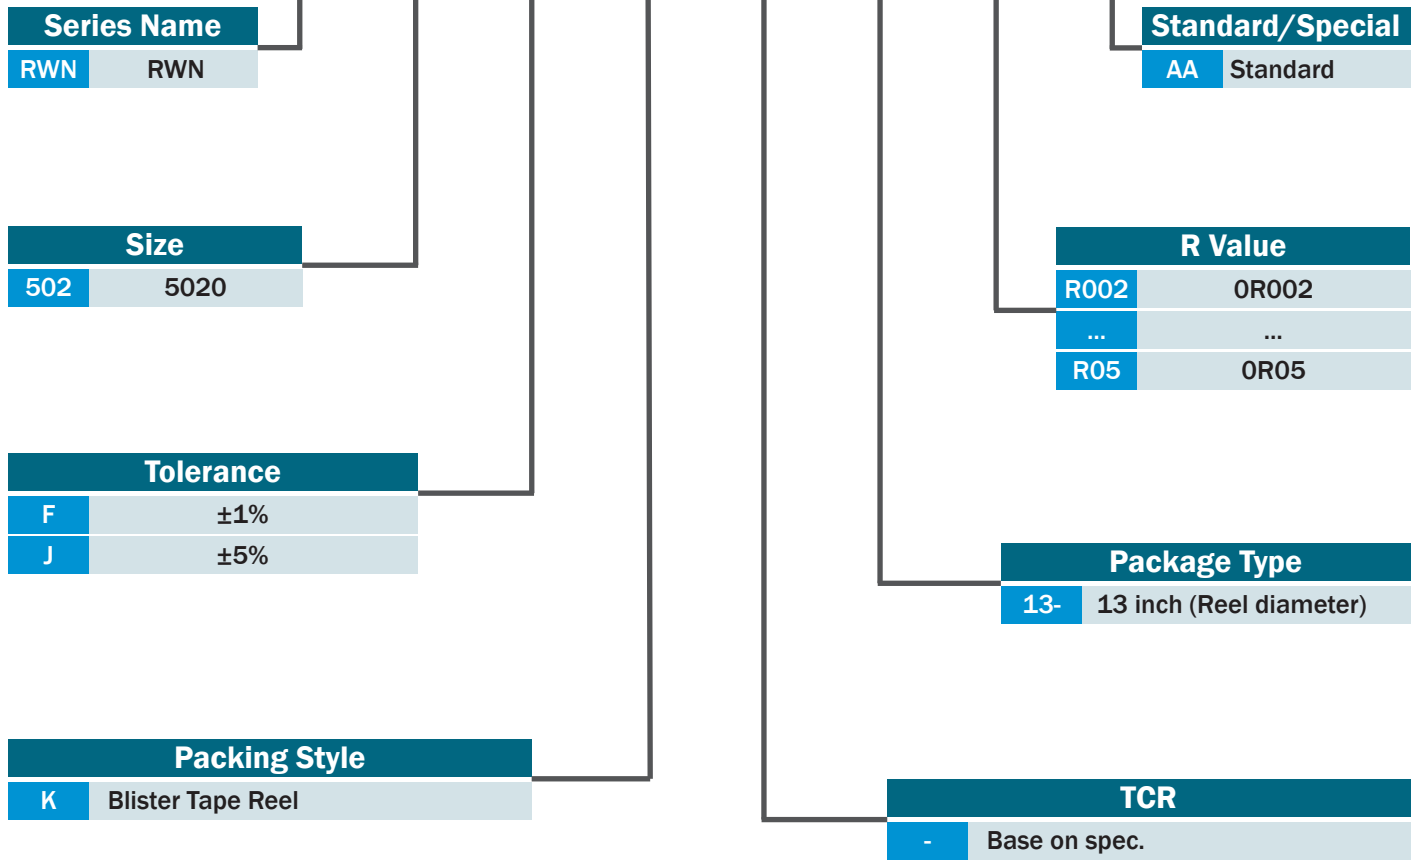 Series Name
RWN RWN
Standard/Special
AA Standard
Size
502 5020
R Value
R002 0R002
... ...
R05 0R05
Tolerance
F ±1%
J ±5%
Package Type
13- 13 inch (Reel diameter)
Packing Style
K Blister Tape Reel
TCR
- Base on spec.